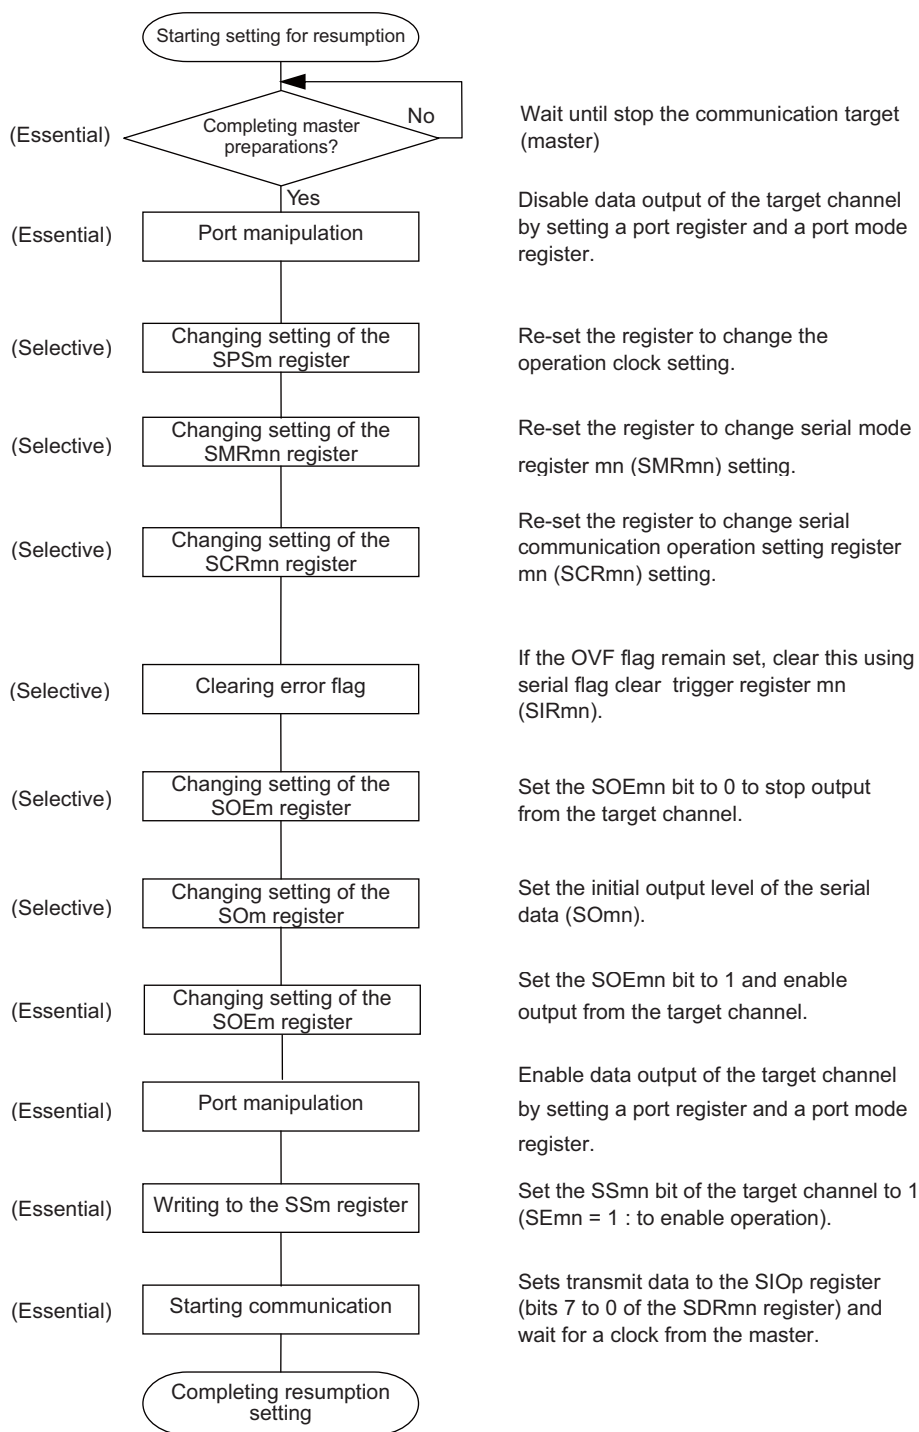 Starting setting for resumption
(Essential)
Completing master
preparations?
No
Wait until stop the communication target
(master)
Yes
(Essential)
Port manipulation
Disable data output of the target channel
by setting a port register and a port mode
register.
(Selective)
Changing setting of the
SPSm register
Re-set the register to change the
operation clock setting.
(Selective)
Changing setting of the
SMRmn register
Re-set the register to change serial mode
register mn (SMRmn) setting.
(Selective)
Changing setting of the
SCRmn register
Re-set the register to change serial
communication operation setting register
mn (SCRmn) setting.
(Selective)
Clearing error flag
If the OVF flag remain set, clear this using
serial flag clear trigger register mn
(SIRmn).
(Selective)
Changing setting of the
SOEm register
Set the SOEmn bit to 0 to stop output
from the target channel.
(Selective)
Changing setting of the
SOm register
Set the initial output level of the serial
data (SOmn).
(Essential)
Changing setting of the
SOEm register
Set the SOEmn bit to 1 and enable
output from the target channel.
(Essential)
Port manipulation
Enable data output of the target channel
by setting a port register and a port mode
register.
(Essential)
Writing to the SSm register
Set the SSmn bit of the target channel to 1
(SEmn = 1 : to enable operation).
(Essential)
Starting communication
Sets transmit data to the SIOp register
(bits 7 to 0 of the SDRmn register) and
wait for a clock from the master.
Completing resumption
setting